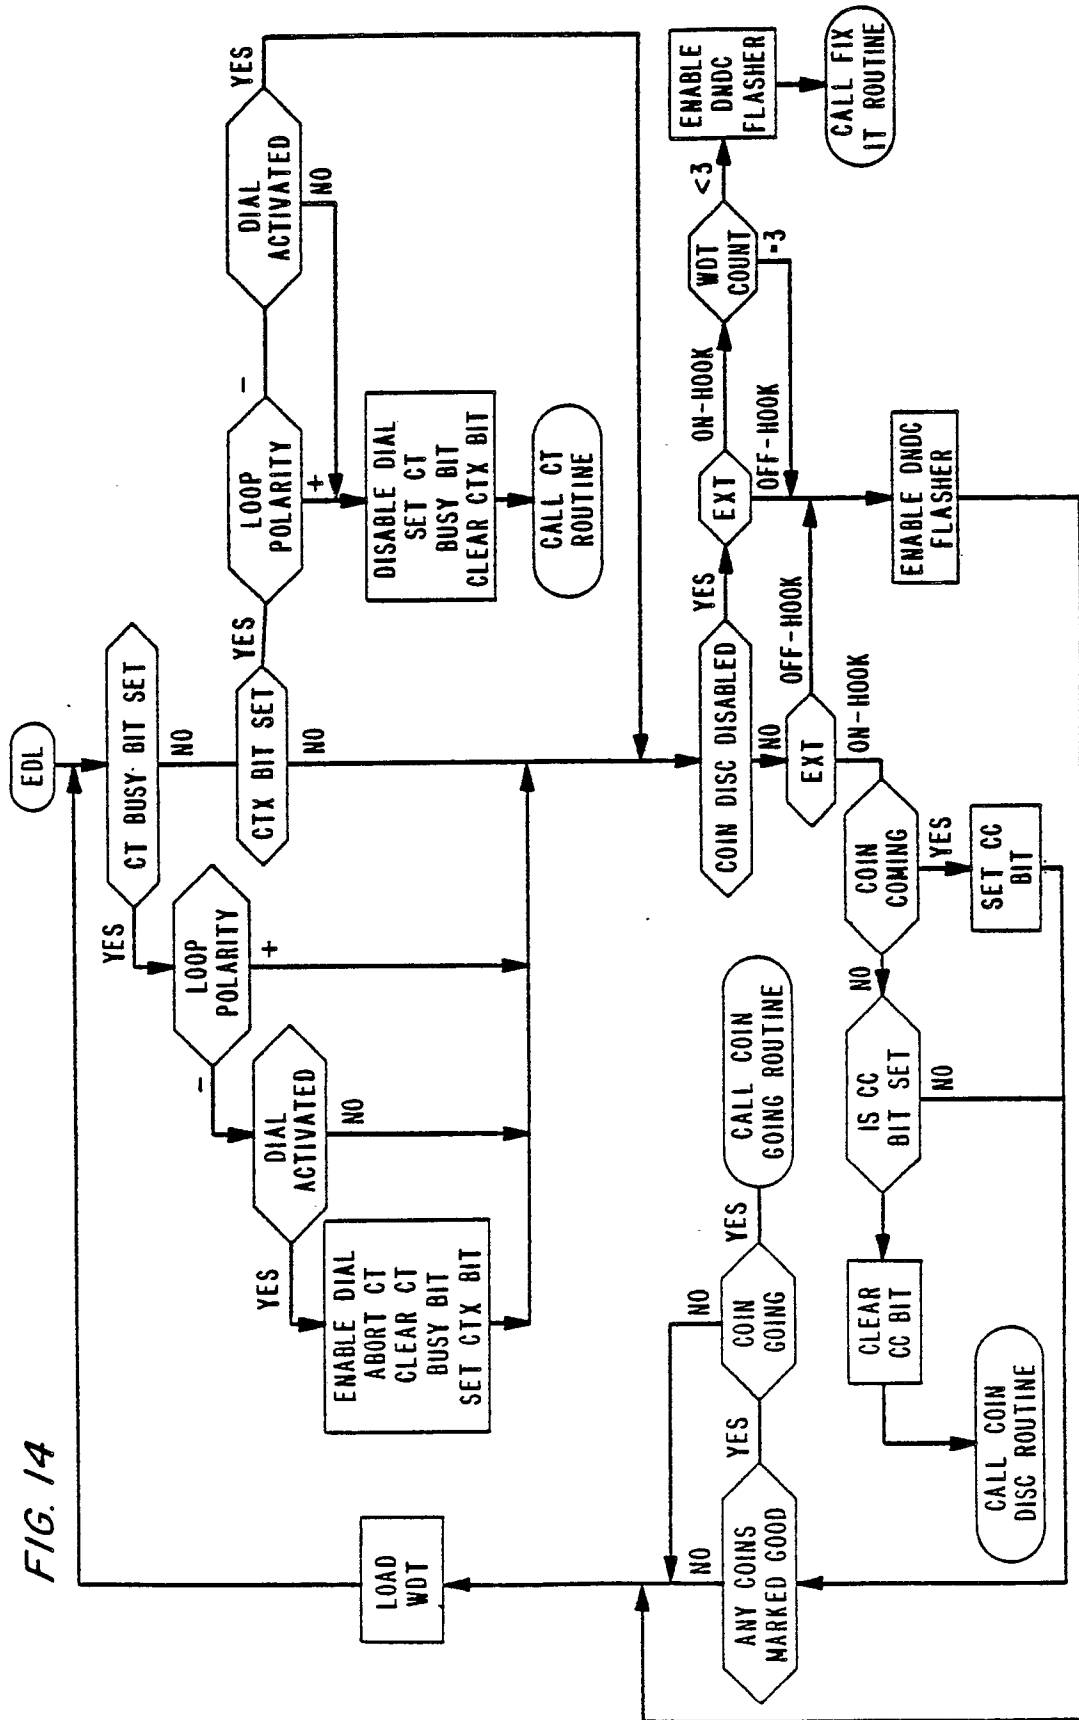 FIG. 14
EDL
CT BUSY BIT SET
YES
NO
LOOP
POLARITY
-
+
DIAL
ACTIVATED
YES
NO
ENABLE DIAL
ABORT CT
CLEAR CT
BUSY BIT
SET CTX BIT
CTX BIT SET
YES
NO
LOOP
POLARITY
-
+
DIAL
ACTIVATED
YES
NO
DISABLE DIAL
SET CT
BUSY BIT
CLEAR CTX BIT
CALL CT
ROUTINE
LOAD
WDT
COIN DISC DISABLED
YES
NO
EXT
ON-HOOK
OFF-HOOK
WDT
COUNT
<3
=3
ENABLE
DNDC
FLASHER
CALL FIX
IT ROUTINE
EXT
OFF-HOOK
ON-HOOK
ENABLE DNDC
FLASHER
COIN
COMING
NO
YES
SET CC
BIT
IS CC
BIT SET
NO
CLEAR
CC BIT
CALL COIN
DISC ROUTINE
ANY COINS
MARKED GOOD
NO
YES
COIN
GOING
NO
YES
CALL COIN
GOING ROUTINE